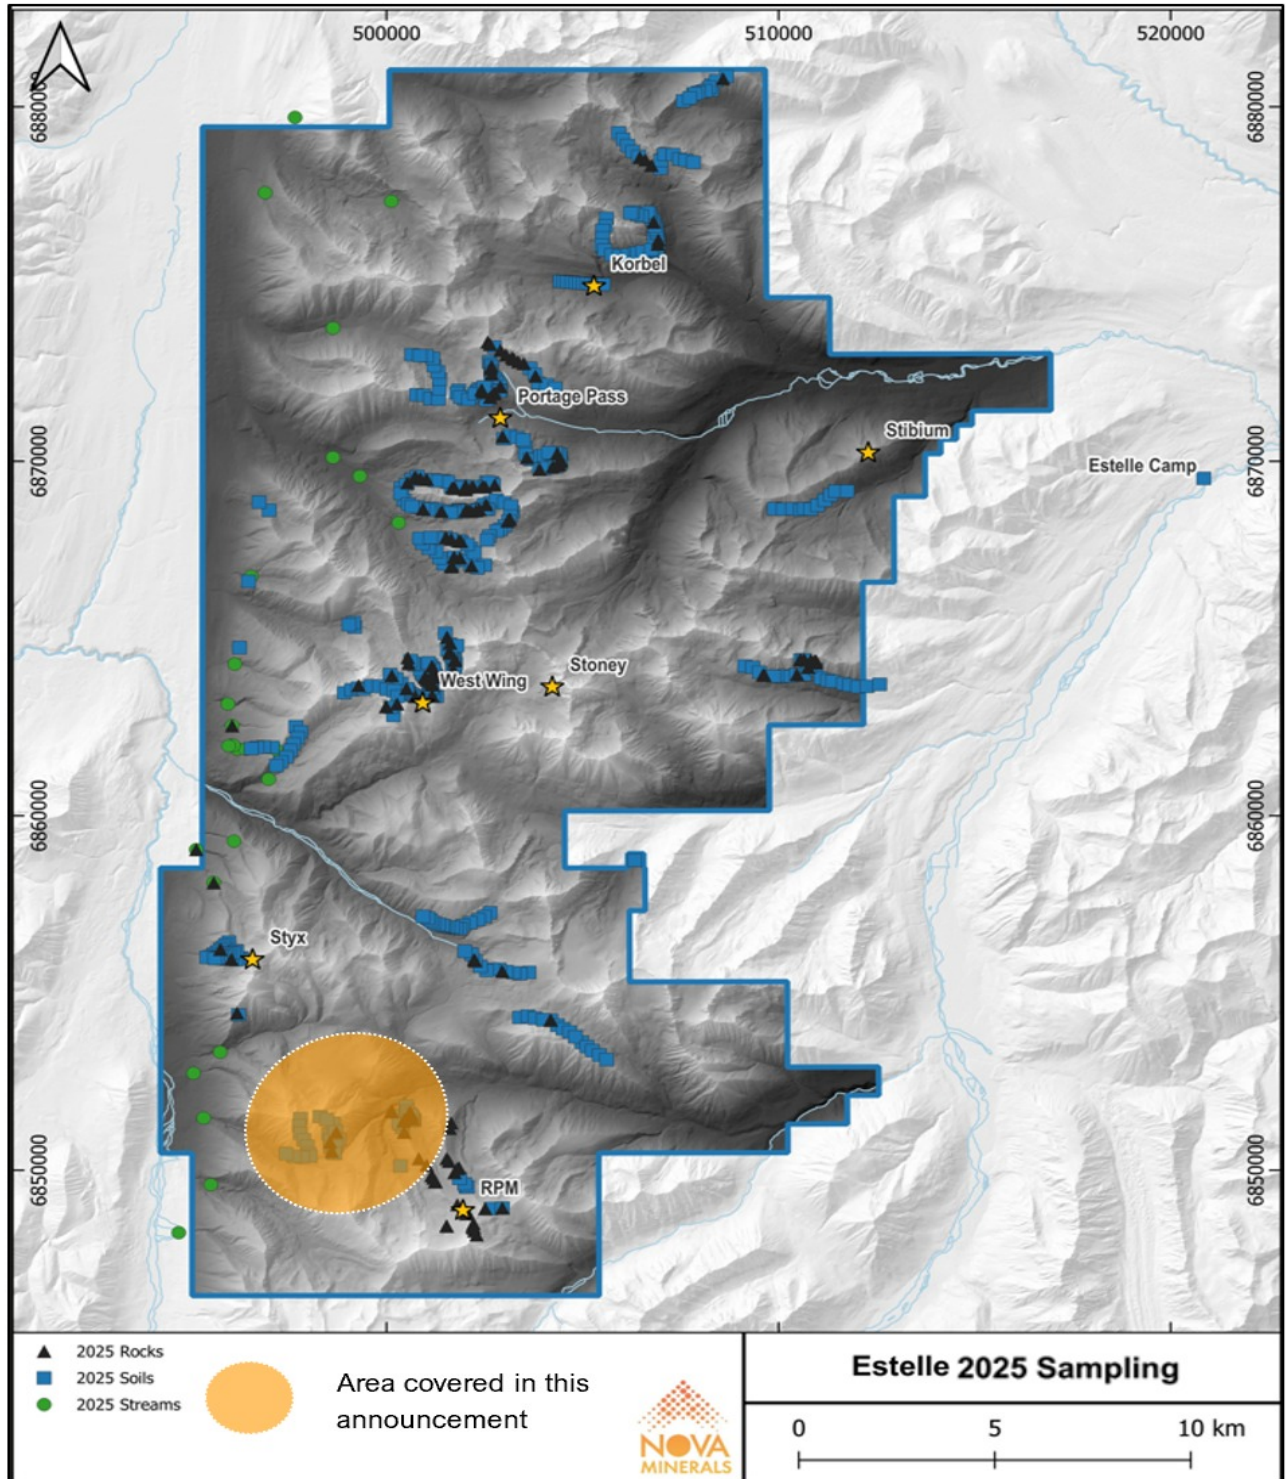 500000
510000
520000
6880000
6880000
Korbel
Portage Pass
Stibium
6870000
Estelle Camp
6870000
Stoney
West Wing
6860000
6860000
Styx
6850000
RPM
6850000
2025 Rocks
2025 Soils
2025 Streams
Area covered in this
announcement
NOVA
MINERALS
Estelle 2025 Sampling
0 5 10 km